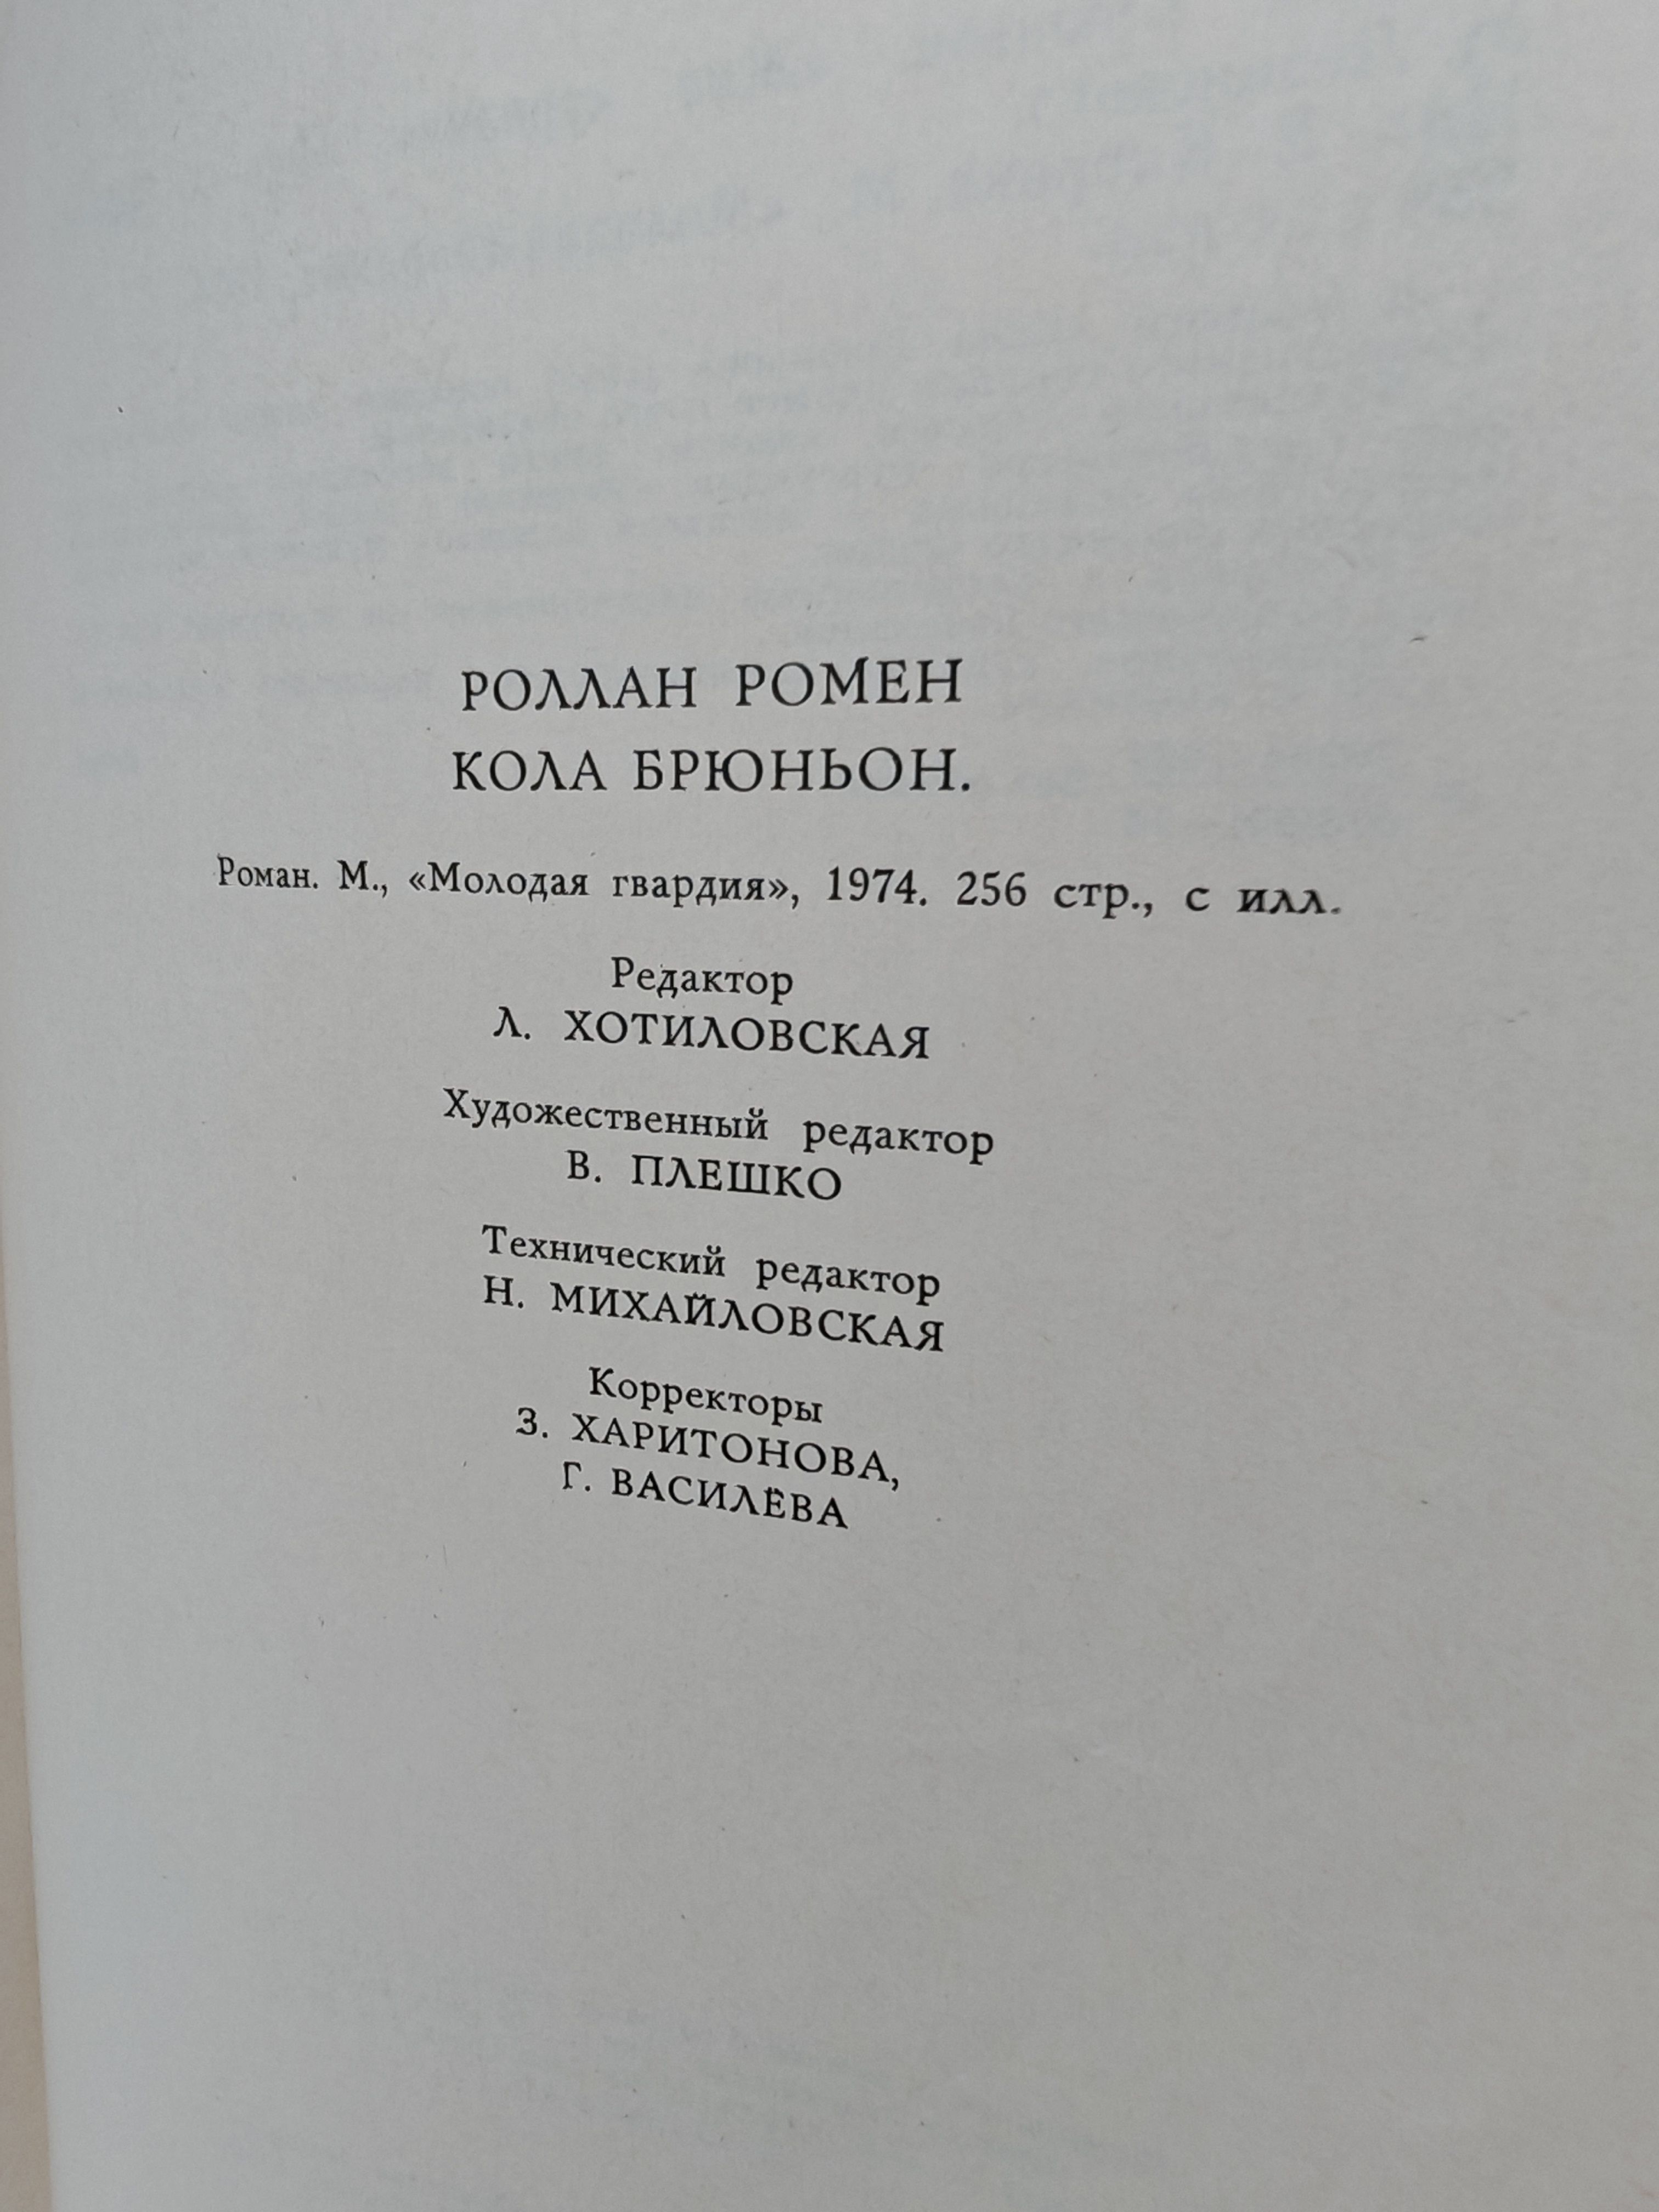 РОЛЛАН РОМЕН
КОЛА БРЮНЬОН.
Роман. М., «Молодая гвардия», 1974. 256 стр., с илл.
Редактор
Л. ХОТИЛОВСКАЯ
Художественный редактор
В. ПЛЕШКО
Технический редактор
Н. МИХАЙЛОВСКАЯ
Корректоры
З. ХАРИТОНОВА,
Г. ВАСИЛЁВА